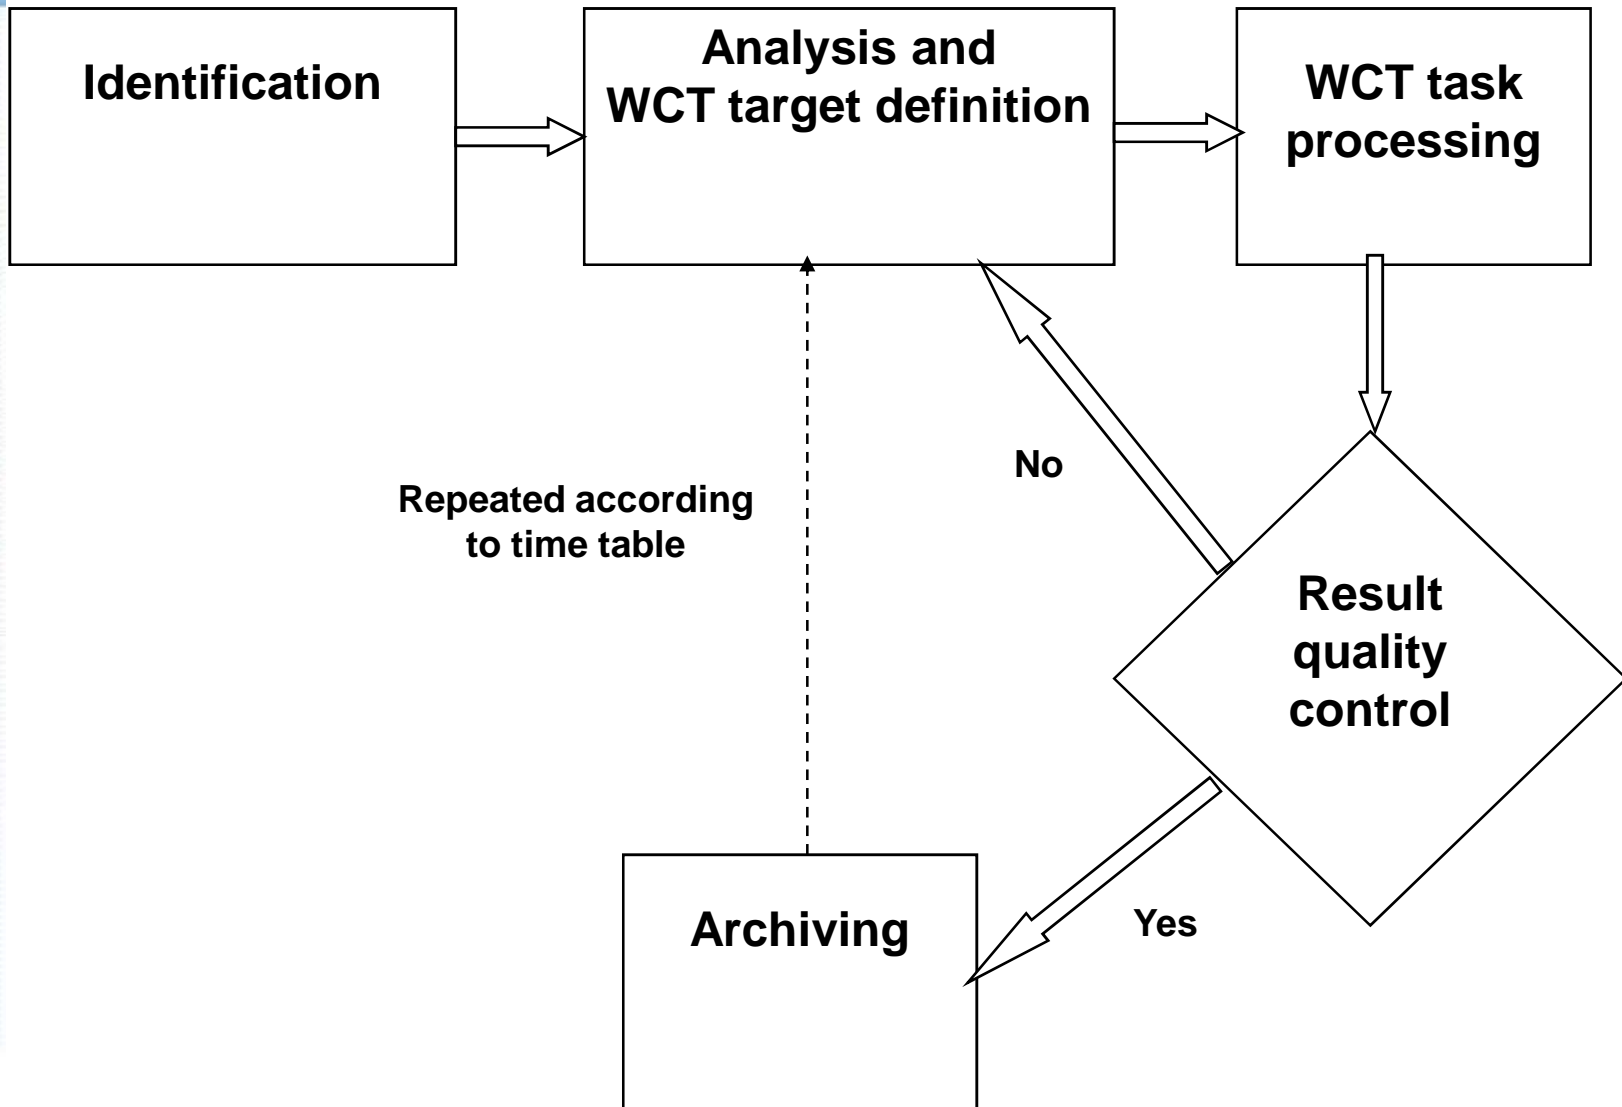 Identification
Analysis and
WCT target definition
WCT task
processing
No
Repeated according
to time table
Result
quality
control
Archiving
Yes